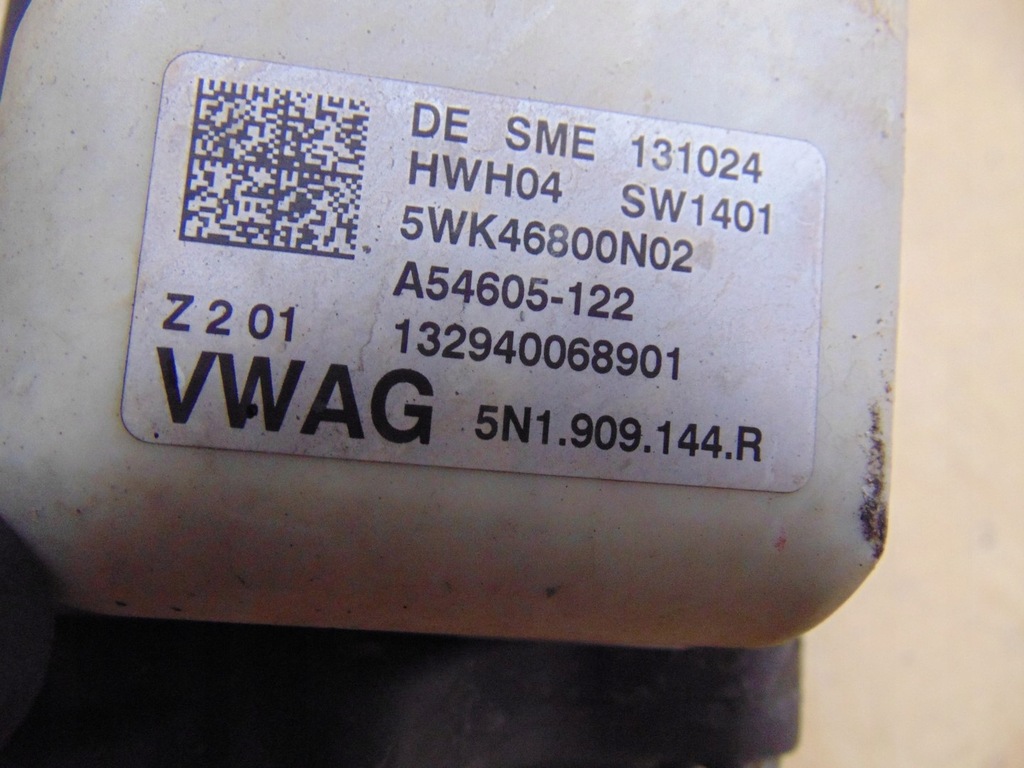 DE SME 131024
HWH04 SW1401
5WK46800N02
A54605-122
Z 2 01 132940068901
VWAG 5N1.909.144.R